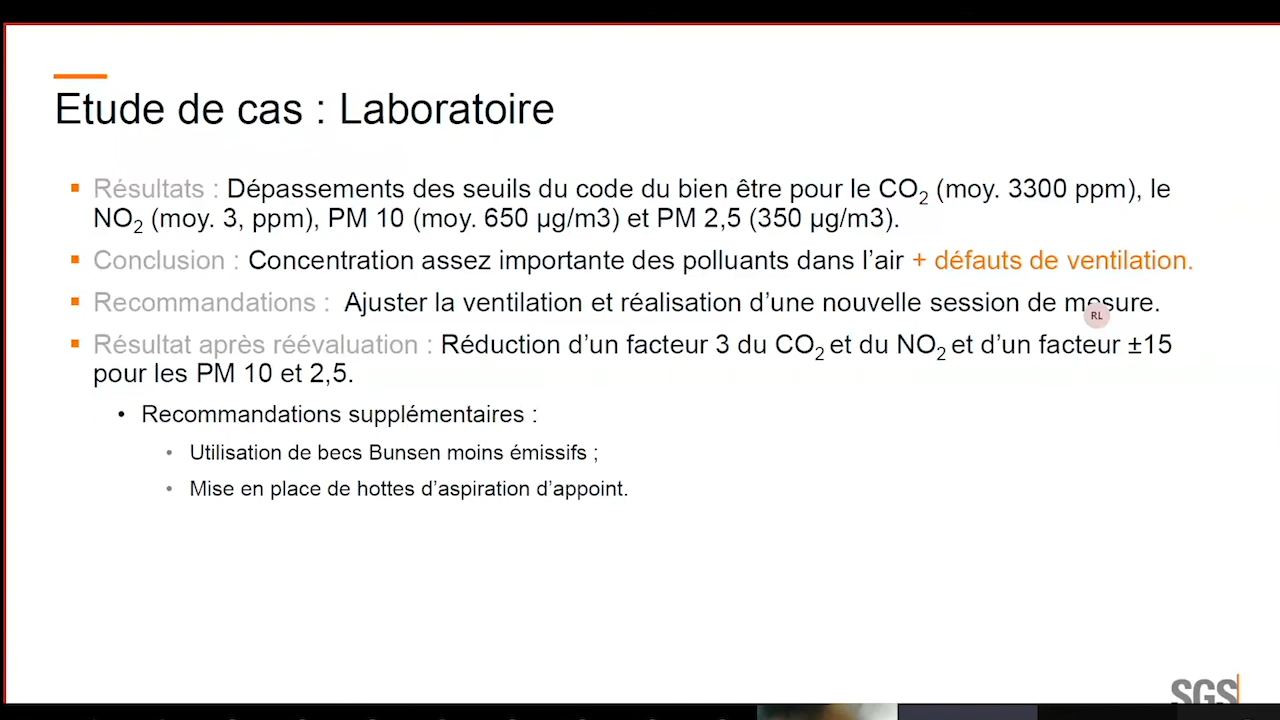 Etude de cas : Laboratoire
▪ Résultats : Dépassements des seuils du code du bien être pour le CO₂ (moy. 3300 ppm), le
NO₂ (moy. 3, ppm), PM 10 (moy. 650 µg/m3) et PM 2,5 (350 µg/m3).
▪ Conclusion : Concentration assez importante des polluants dans l’air + défauts de ventilation.
▪ Recommandations : Ajuster la ventilation et réalisation d’une nouvelle session de mesure.
RL
▪ Résultat après réévaluation : Réduction d’un facteur 3 du CO₂ et du NO₂ et d’un facteur ±15
pour les PM 10 et 2,5.
• Recommandations supplémentaires :
• Utilisation de becs Bunsen moins émissifs ;
• Mise en place de hottes d’aspiration d’appoint.
SGS